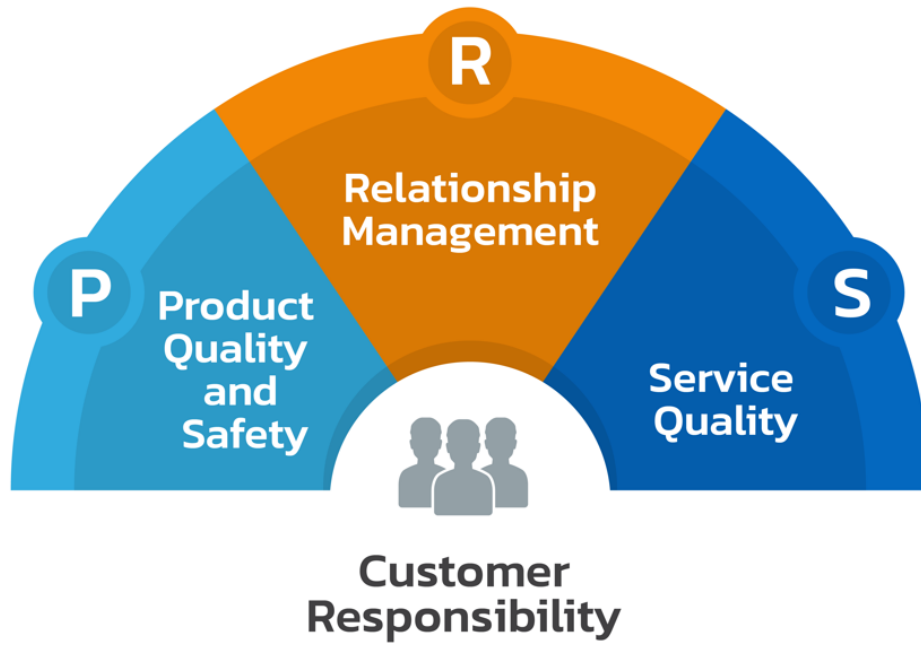 P
Product
Quality
and
Safety
R
Relationship
Management
S
Service
Quality
Customer
Responsibility